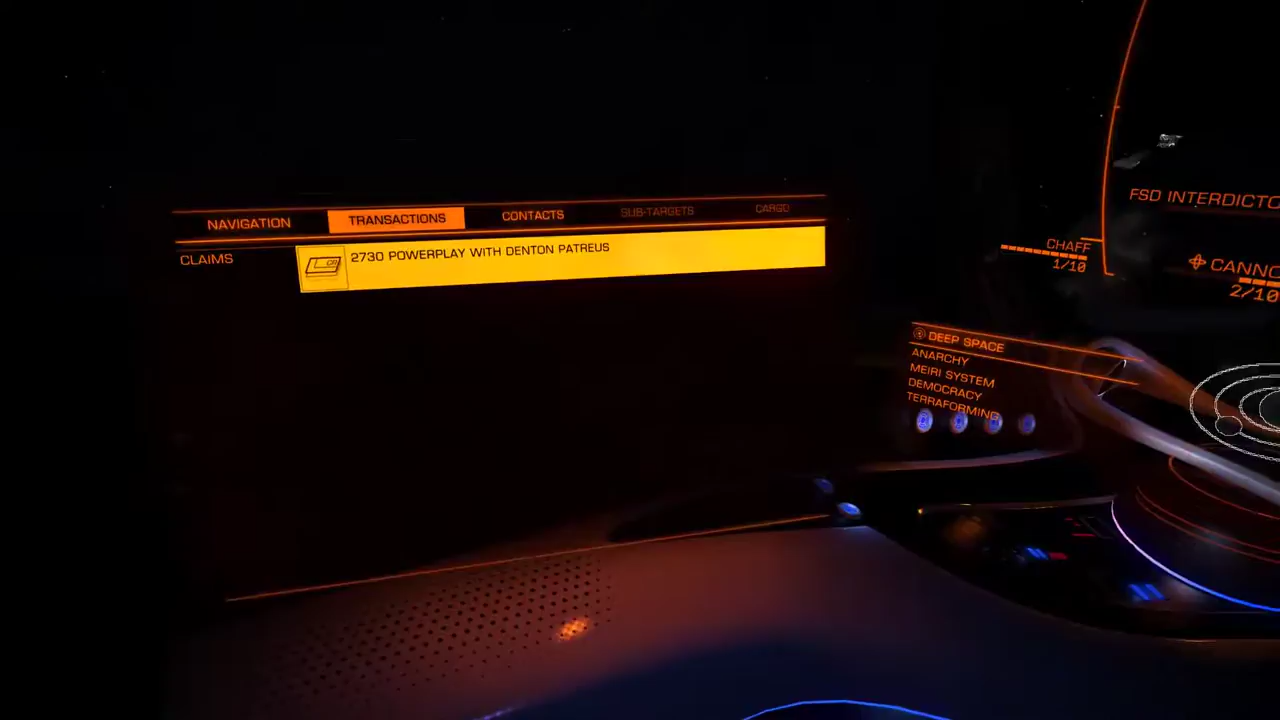 NAVIGATION TRANSACTIONS CONTACTS SUB-TARGETS CARGO
CLAIMS
CR
2730 POWERPLAY WITH DENTON PATREUS
FSD INTERDICTO
CHAFF
1/10
CANNO
2/10
DEEP SPACE
ANARCHY
MEIRI SYSTEM
DEMOCRACY
TERRAFORMING